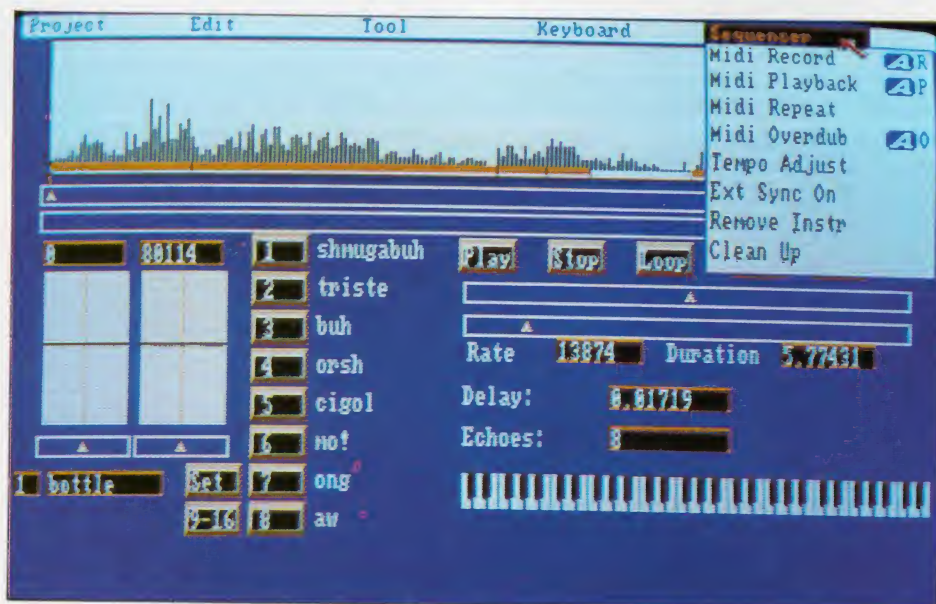 Project Edit Tool Keyboard Sequencer
Midi Record A R
Midi Playback A P
Midi Repeat
Midi Overdub A O
Tempo Adjust
Ext Sync On
Remove Instr
Clean Up
0 80114
1 shmugabuh
2 triste
3 buh
4 orsh
5 cigol
6 mo!
7 ong
8 aw
1 bottle Set
9-16
Play Stop Loop
Rate 13874 Duration 5.77431
Delay: 0.01719
Echoes: 8